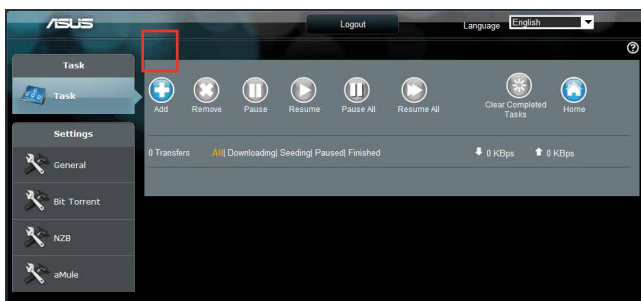 ASUS
Logout
Language English
?
Task
Task
Settings
General
Bit Torrent
NZB
aMule
Add Remove Pause Resume Pause All Resume All Clear Completed Home
Tasks
0 Transfers All| Downloading| Seeding| Paused| Finished 0 KBps 0 KBps